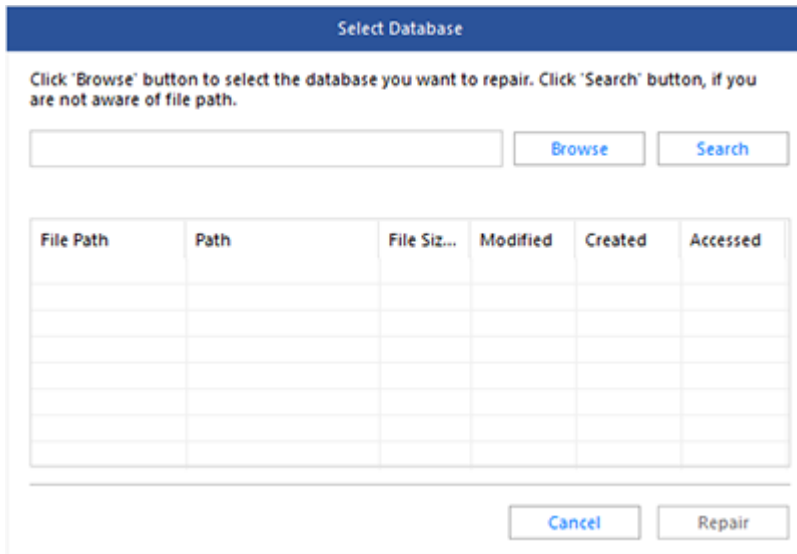 Select Database
Click 'Browse' button to select the database you want to repair. Click 'Search' button, if you
are not aware of file path.
Browse Search
File Path Path File Siz... Modified Created Accessed
Cancel Repair